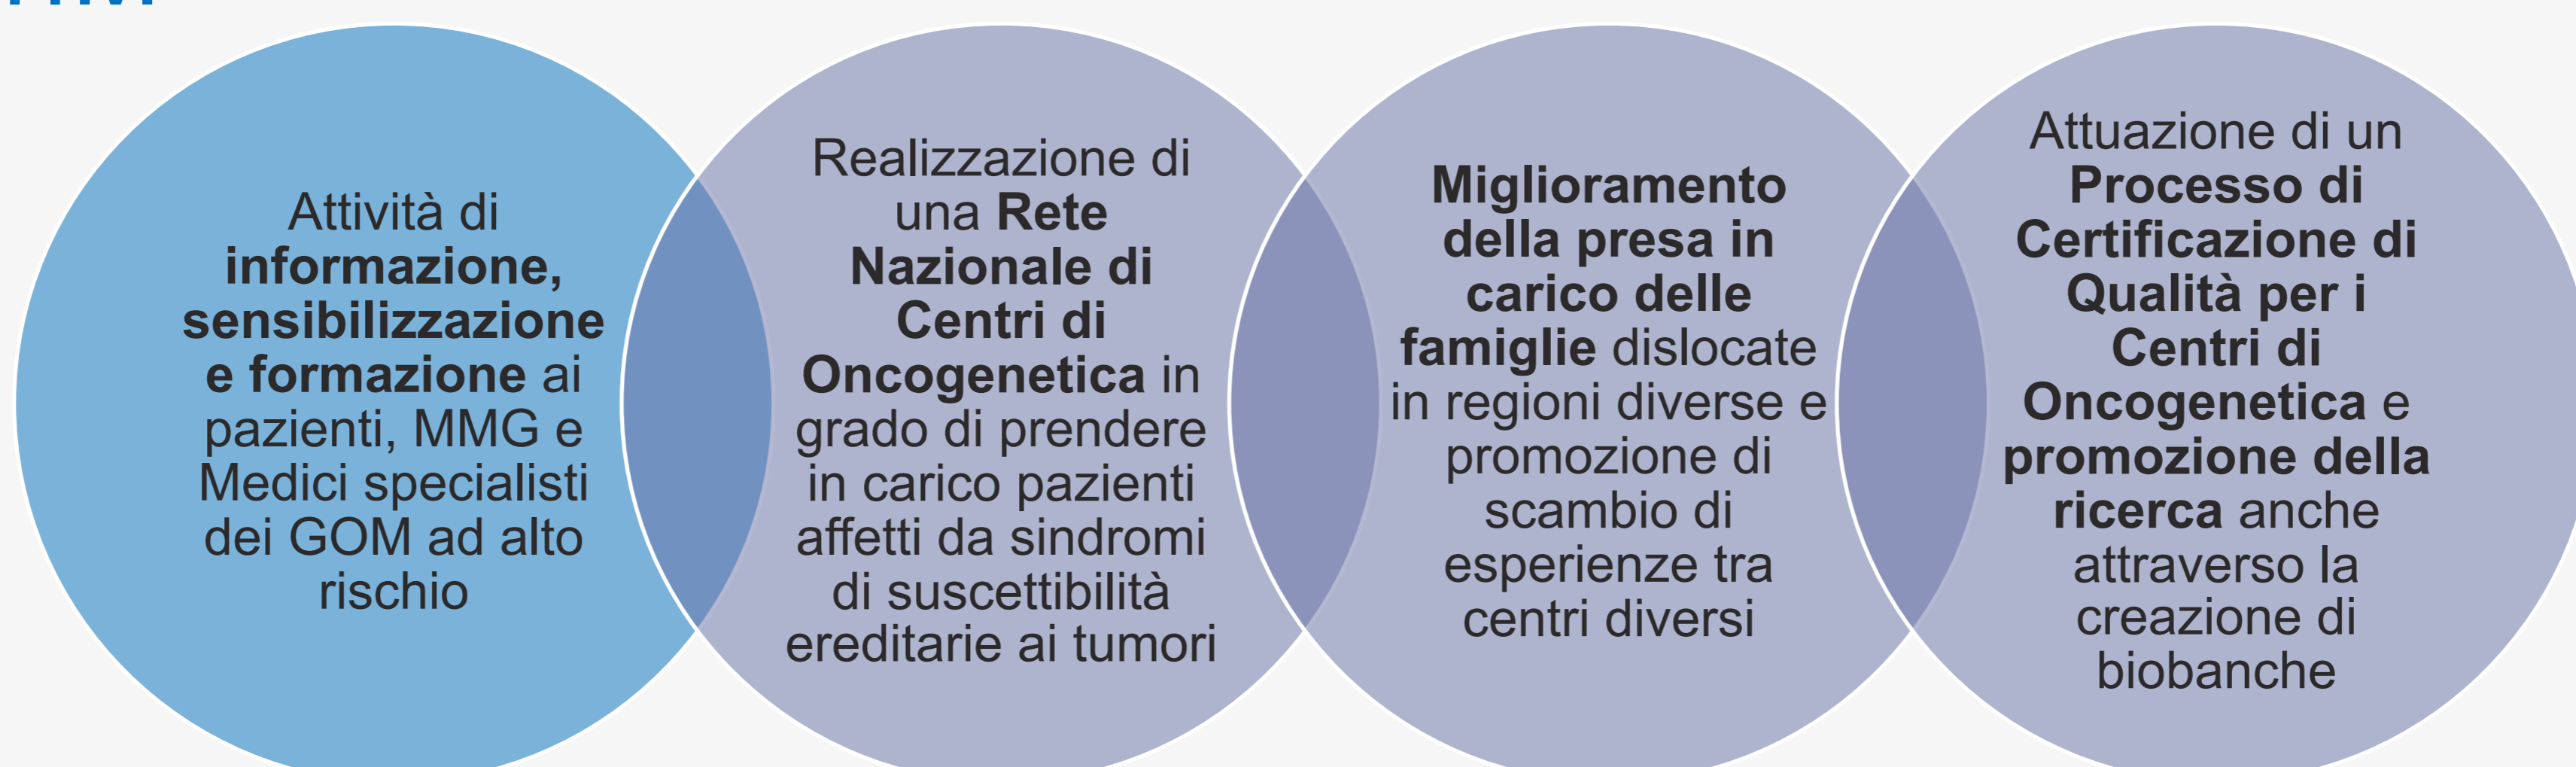 Attività di
informazione,
sensibilizzazione
e formazione ai
pazienti, MMG e
Medici specialisti
dei GOM ad alto
rischio
Realizzazione di
una Rete
Nazionale di
Centri di
Oncogenetica in
grado di prendere
in carico pazienti
affetti da sindromi
di suscettibilità
ereditarie ai tumori
Miglioramento
della presa in
carico delle
famiglie dislocate
in regioni diverse e
promozione di
scambio di
esperienze tra
centri diversi
Attuazione di un
Processo di
Certificazione di
Qualità per i
Centri di
Oncogenetica e
promozione della
ricerca anche
attraverso la
creazione di
biobanche